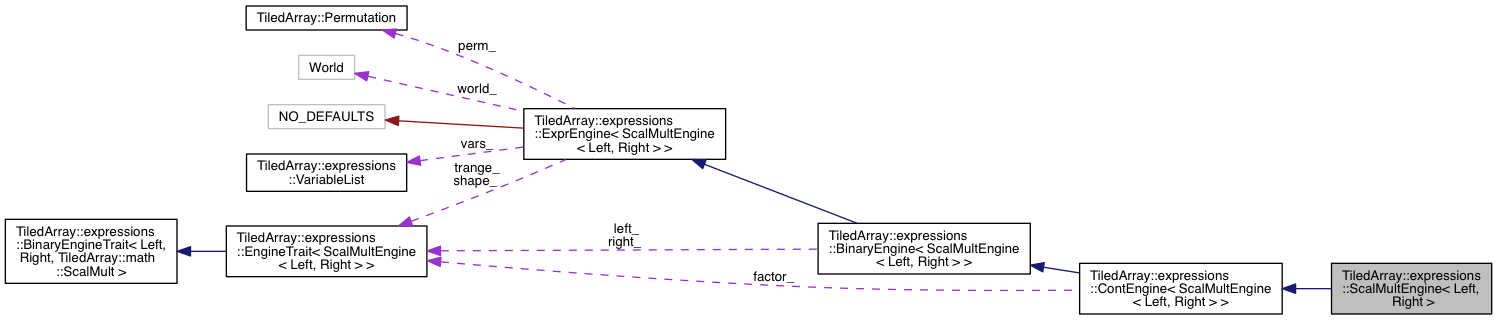 TiledArray::Permutation
perm_
World
world_
NO_DEFAULTS
TiledArray::expressions
::ExprEngine< ScalMultEngine
< Left, Right > >
vars_
TiledArray::expressions
::VariableList
trange_
shape_
TiledArray::expressions
::BinaryEngineTrait< Left,
Right, TiledArray::math
::ScalMult >
TiledArray::expressions
::EngineTrait< ScalMultEngine
< Left, Right > >
left_
right_
factor_
TiledArray::expressions
::BinaryEngine< ScalMultEngine
< Left, Right > >
TiledArray::expressions
::ContEngine< ScalMultEngine
< Left, Right > >
TiledArray::expressions
::ScalMultEngine< Left,
Right >